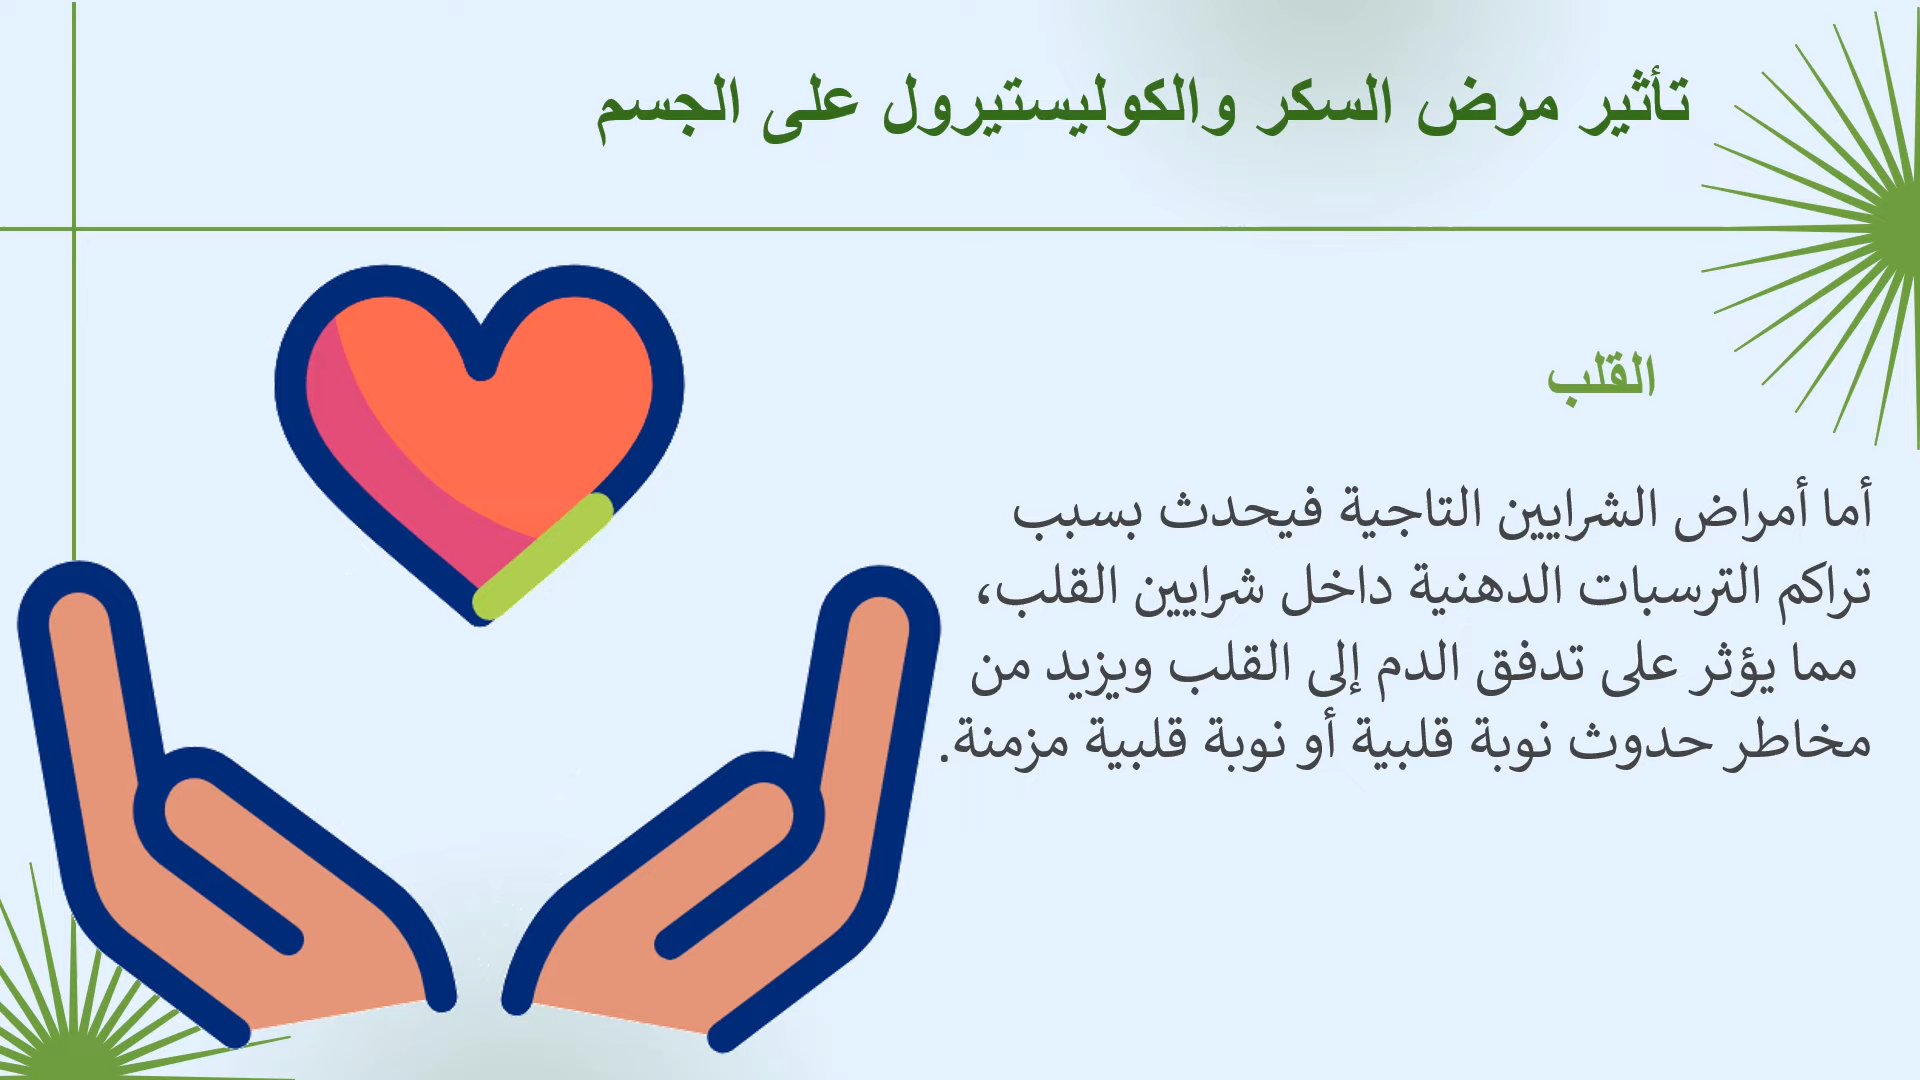 تأثير مرض السكر والكوليستيرول على الجسم
القلب
أما أمراض الشرايين التاجية فيحدث بسبب
تراكم الترسبات الدهنية داخل شرايين القلب،
مما يؤثر على تدفق الدم إلى القلب ويزيد من
مخاطر حدوث نوبة قلبية أو نوبة قلبية مزمنة.